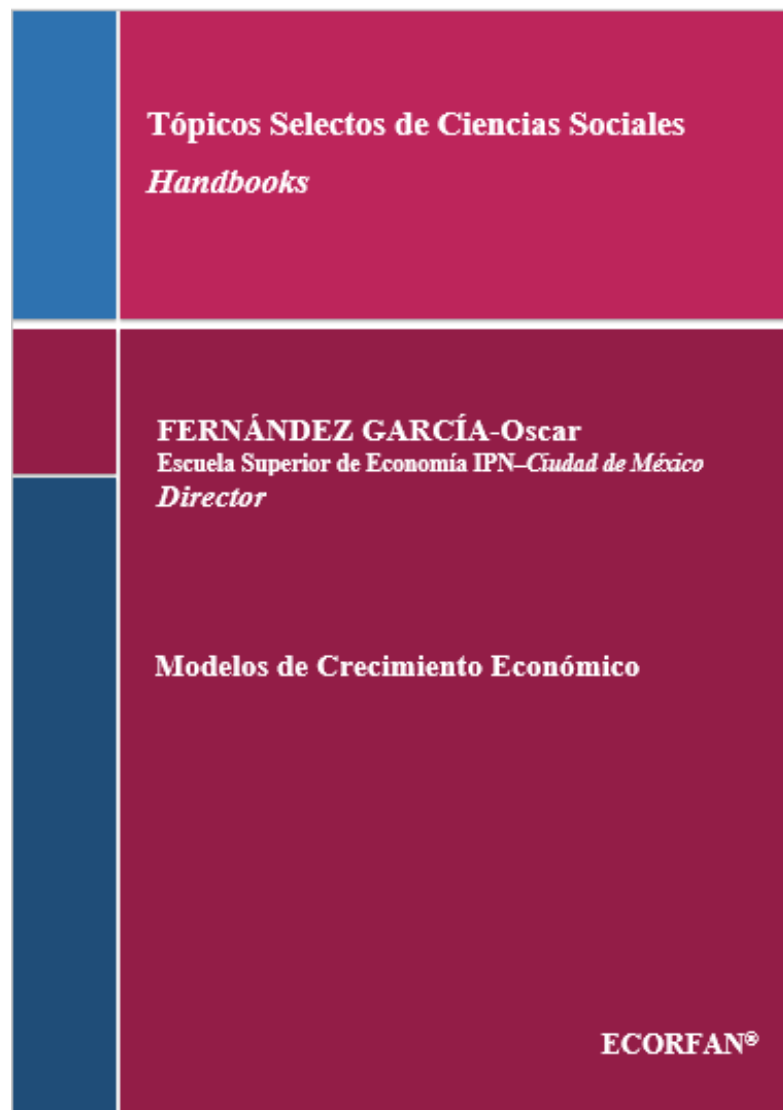 Tópicos Selectos de Ciencias Sociales
Handbooks
FERNÁNDEZ GARCÍA-Oscar
Escuela Superior de Economía IPN–Ciudad de México
Director
Modelos de Crecimiento Económico
ECORFAN®